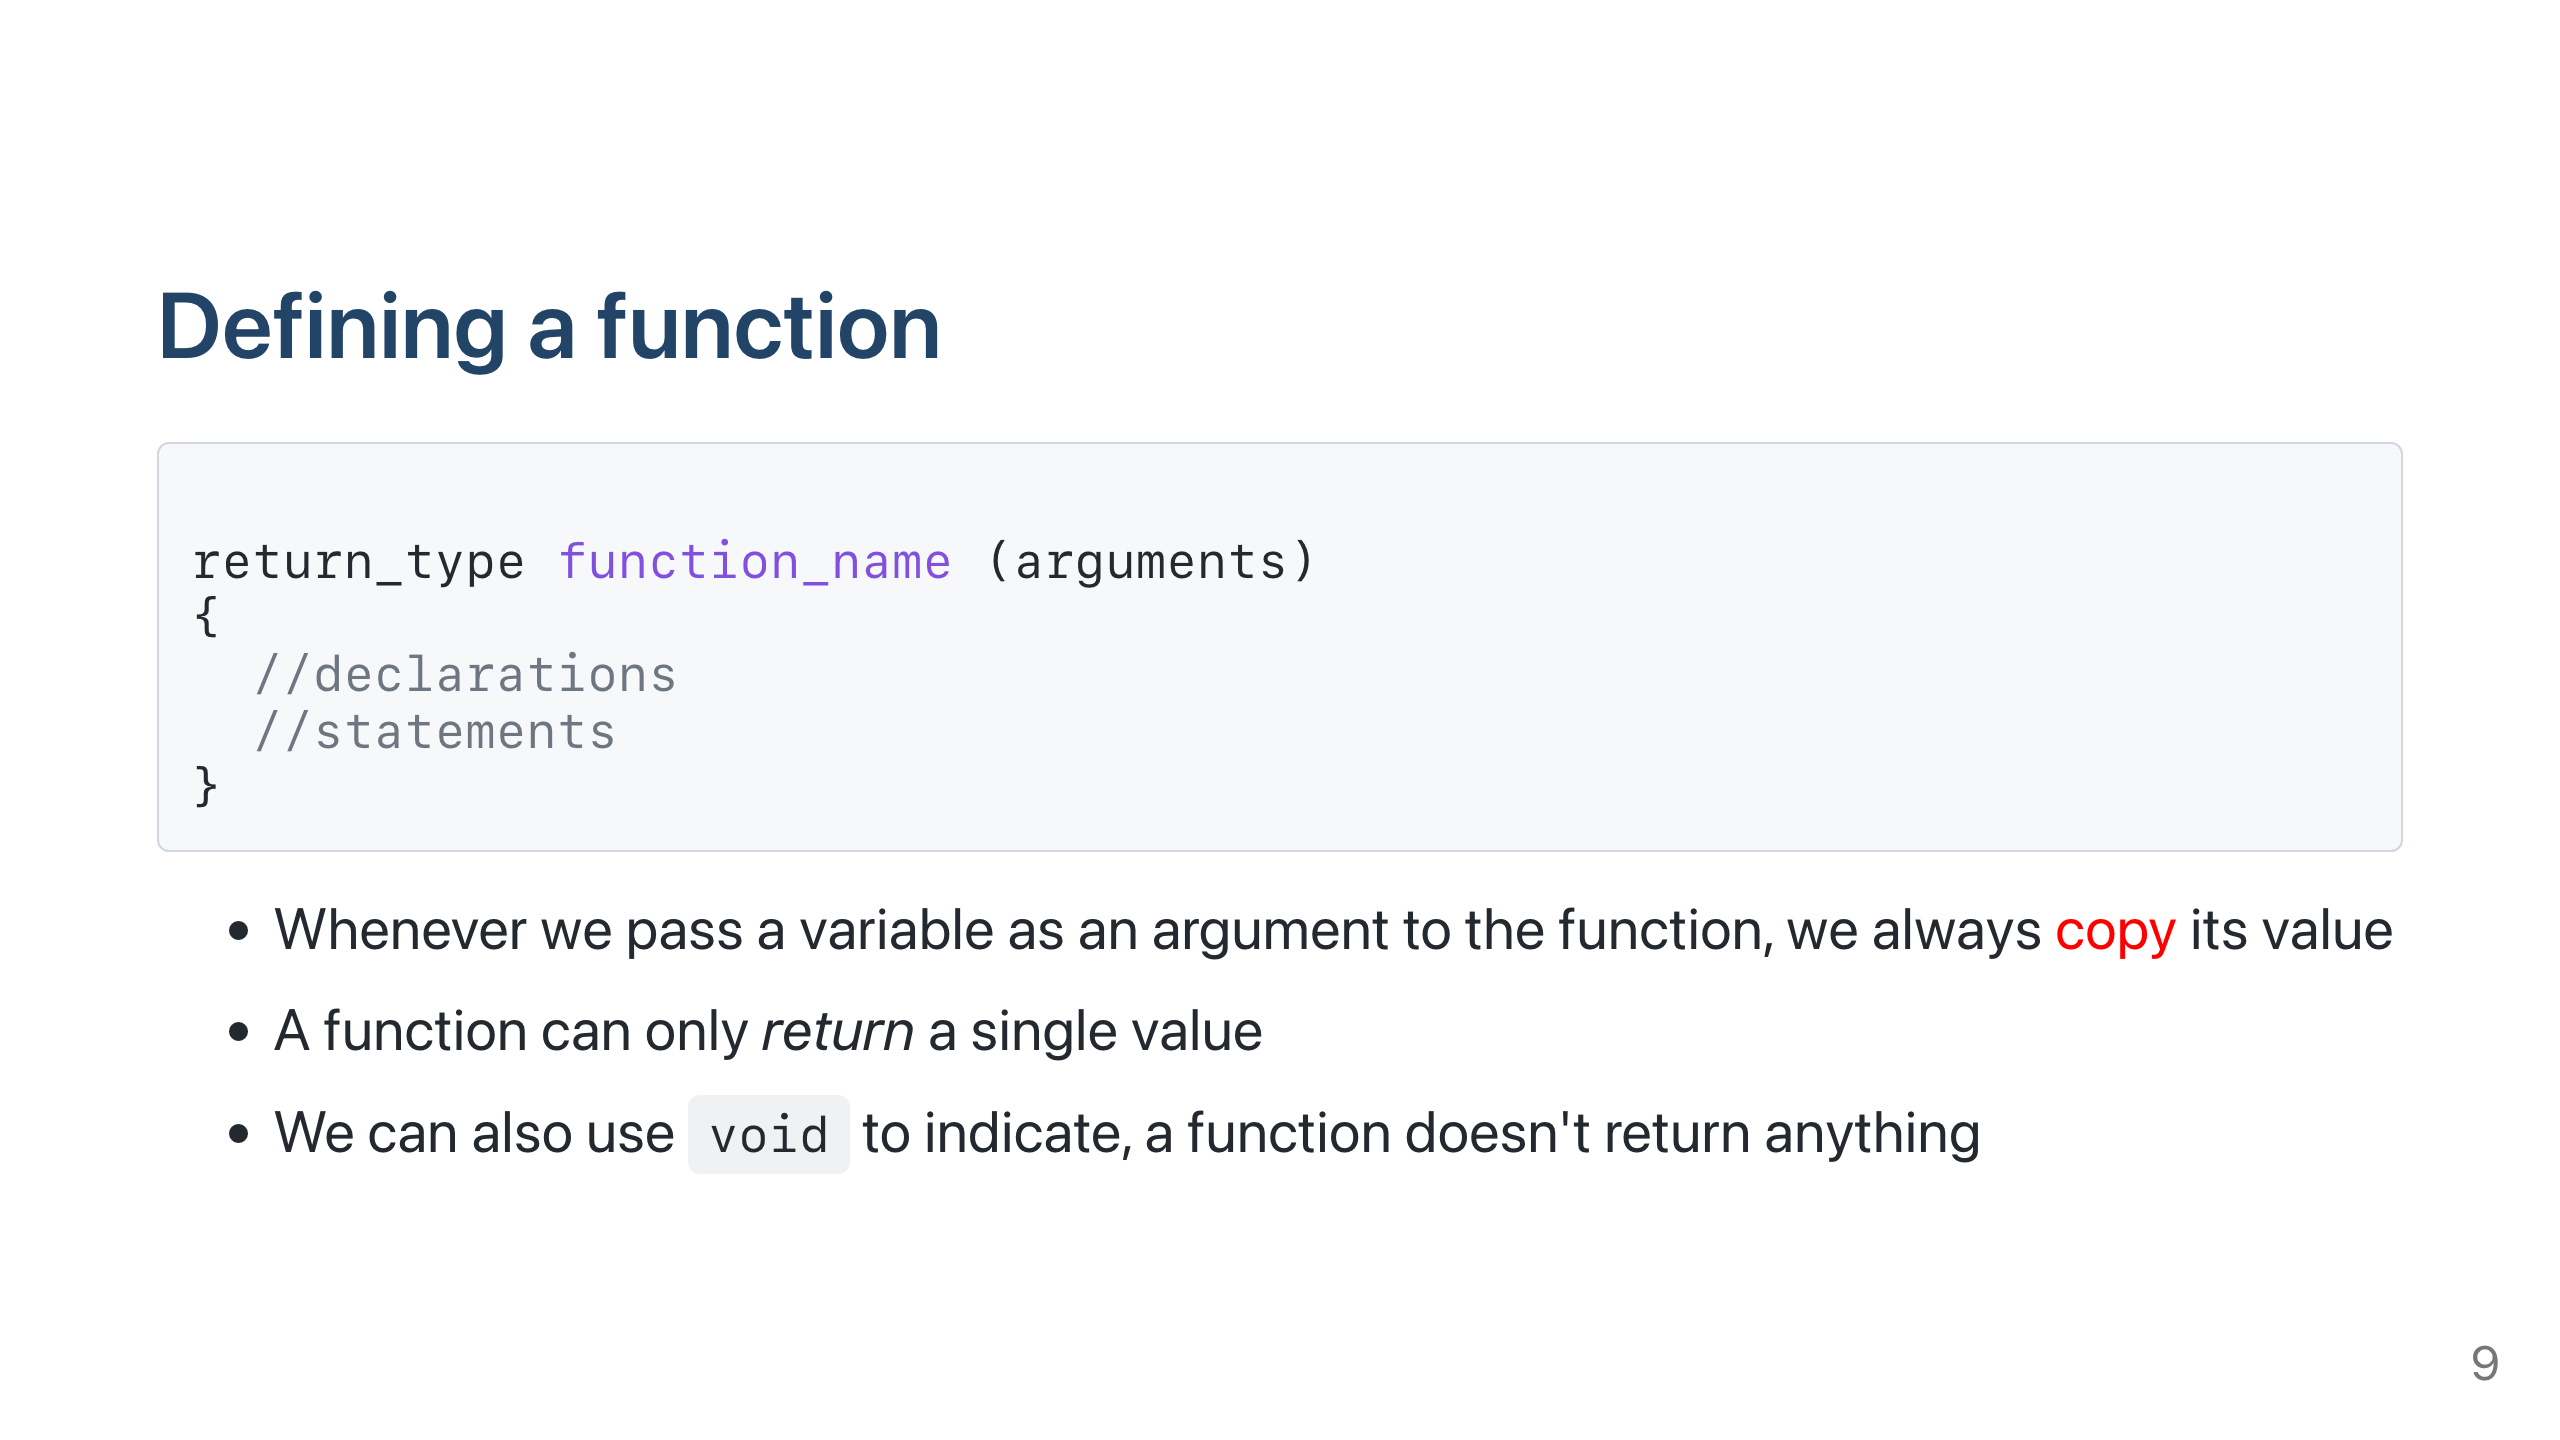 Defining a function
return_type function_name (arguments)
{
  //declarations
  //statements
}
• Whenever we pass a variable as an argument to the function, we always copy its value
• A function can only return a single value
• We can also use void to indicate, a function doesn't return anything
9